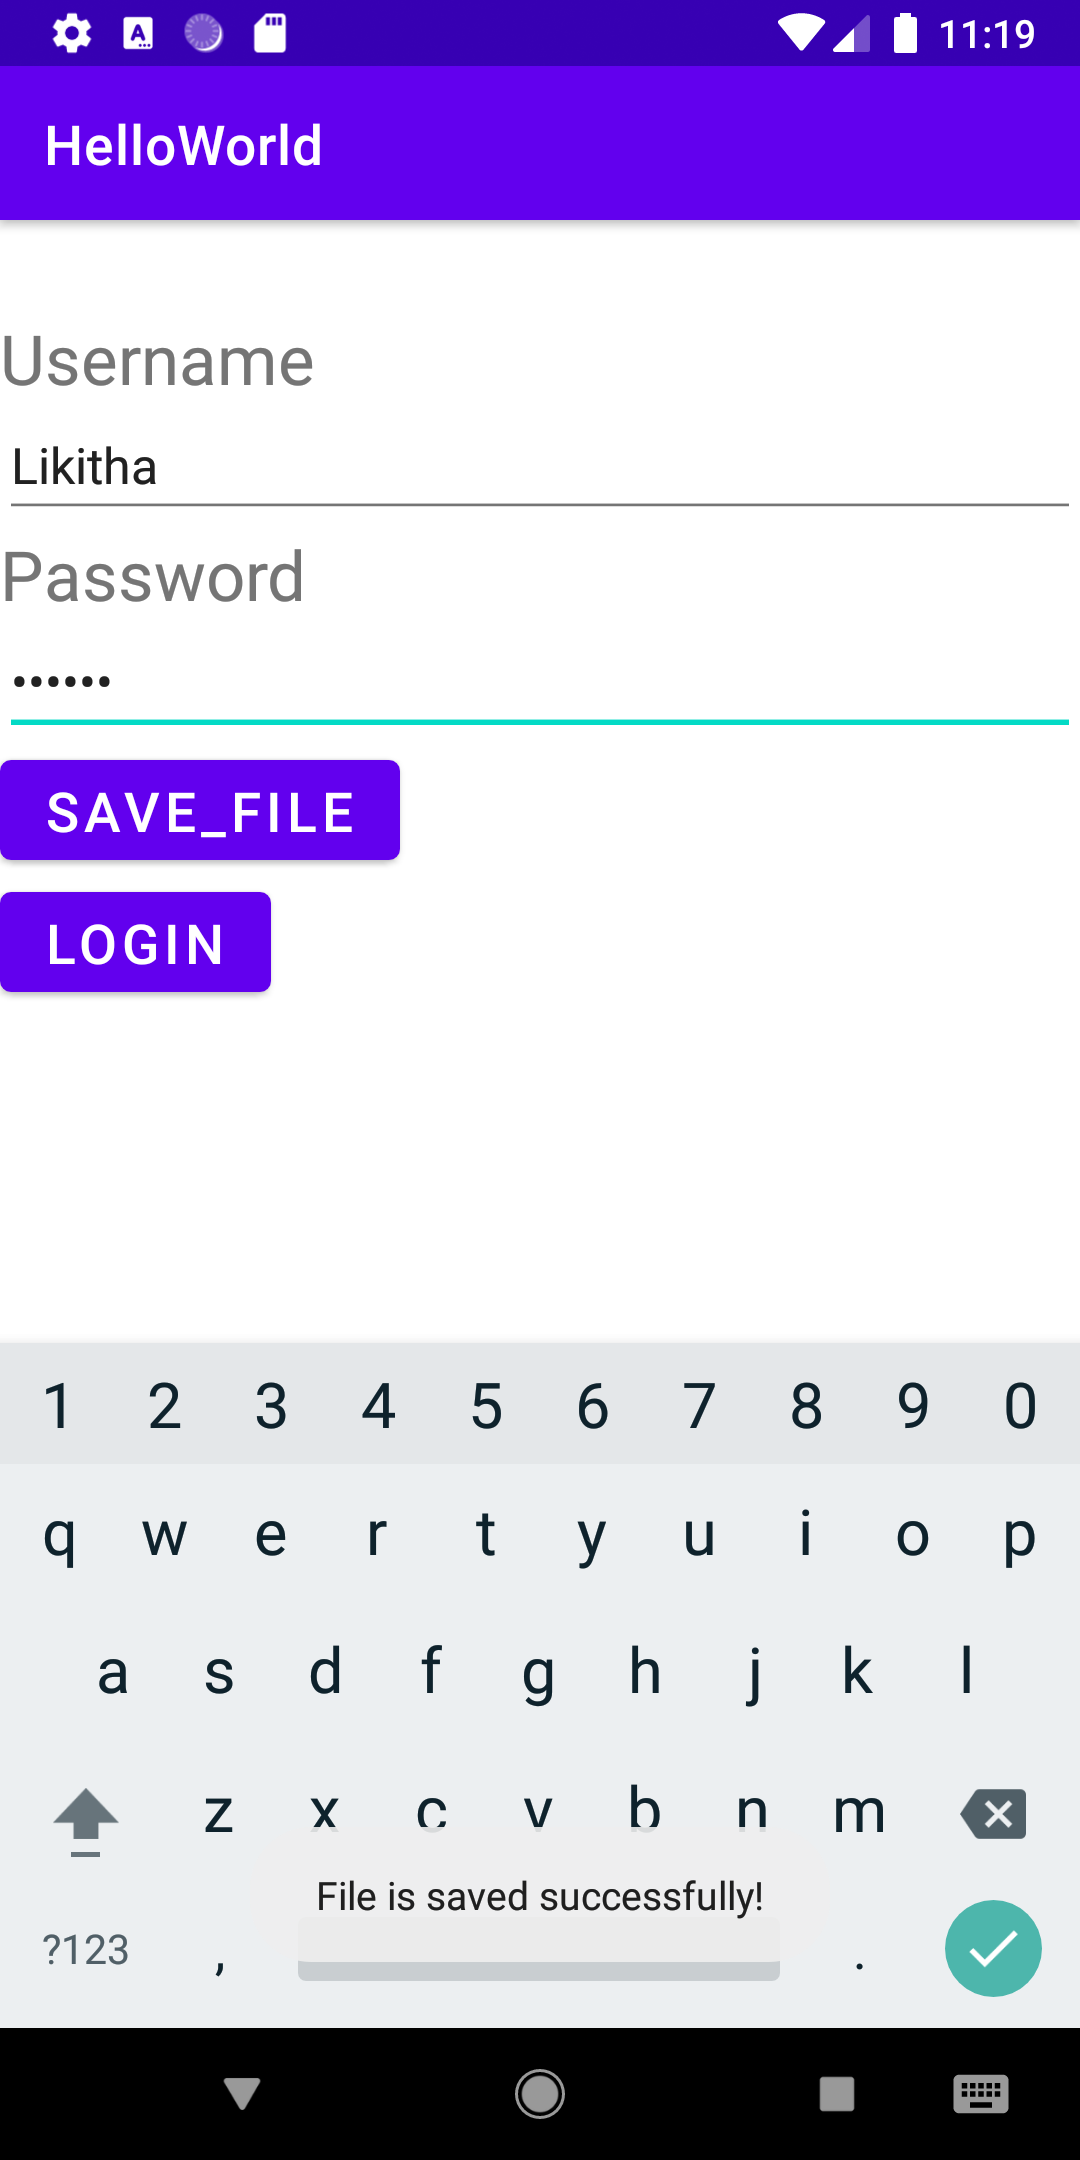 11:19
HelloWorld
Username
Likitha
Password
••••••
SAVE_FILE
LOGIN
1 2 3 4 5 6 7 8 9 0
q w e r t y u i o p
a s d f g h j k l
z x c v b n m
File is saved successfully!
?123 , .